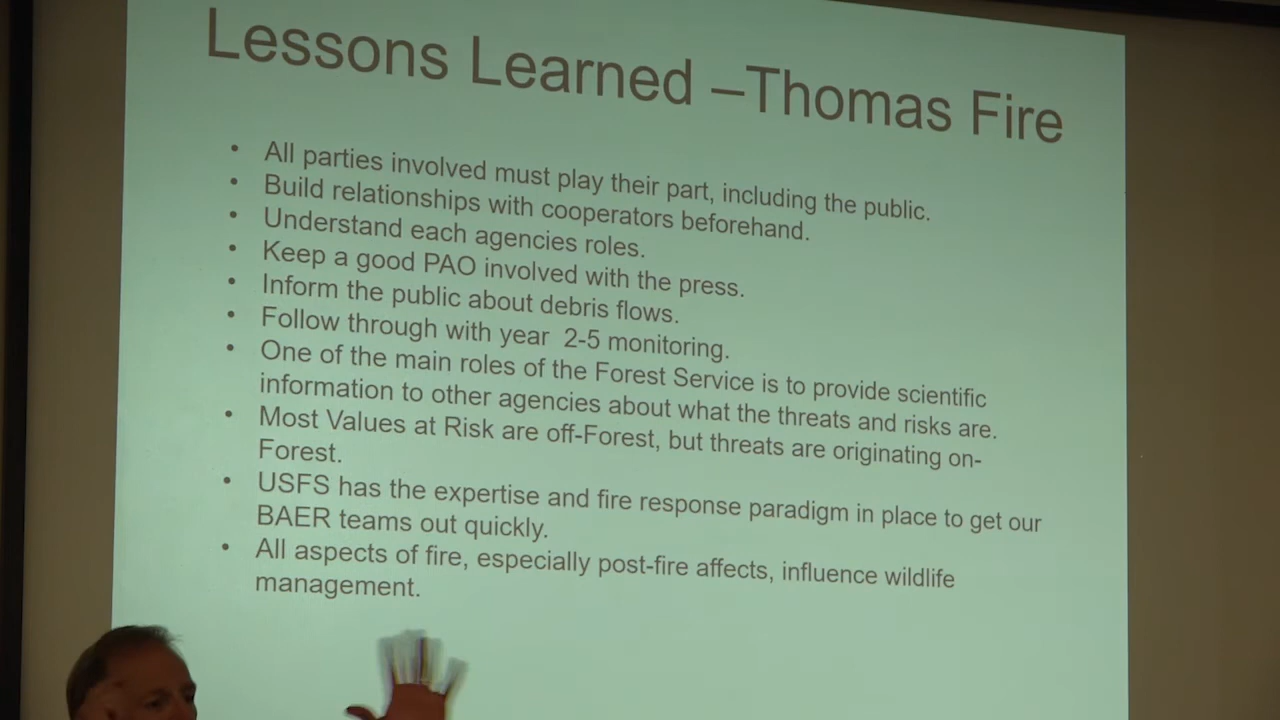 Lessons Learned –Thomas Fire
• All parties involved must play their part, including the public.
• Build relationships with cooperators beforehand.
• Understand each agencies roles.
• Keep a good PAO involved with the press.
• Inform the public about debris flows.
• Follow through with year 2-5 monitoring.
• One of the main roles of the Forest Service is to provide scientific
information to other agencies about what the threats and risks are.
• Most Values at Risk are off-Forest, but threats are originating on-
Forest.
• USFS has the expertise and fire response paradigm in place to get our
BAER teams out quickly.
• All aspects of fire, especially post-fire affects, influence wildlife
management.